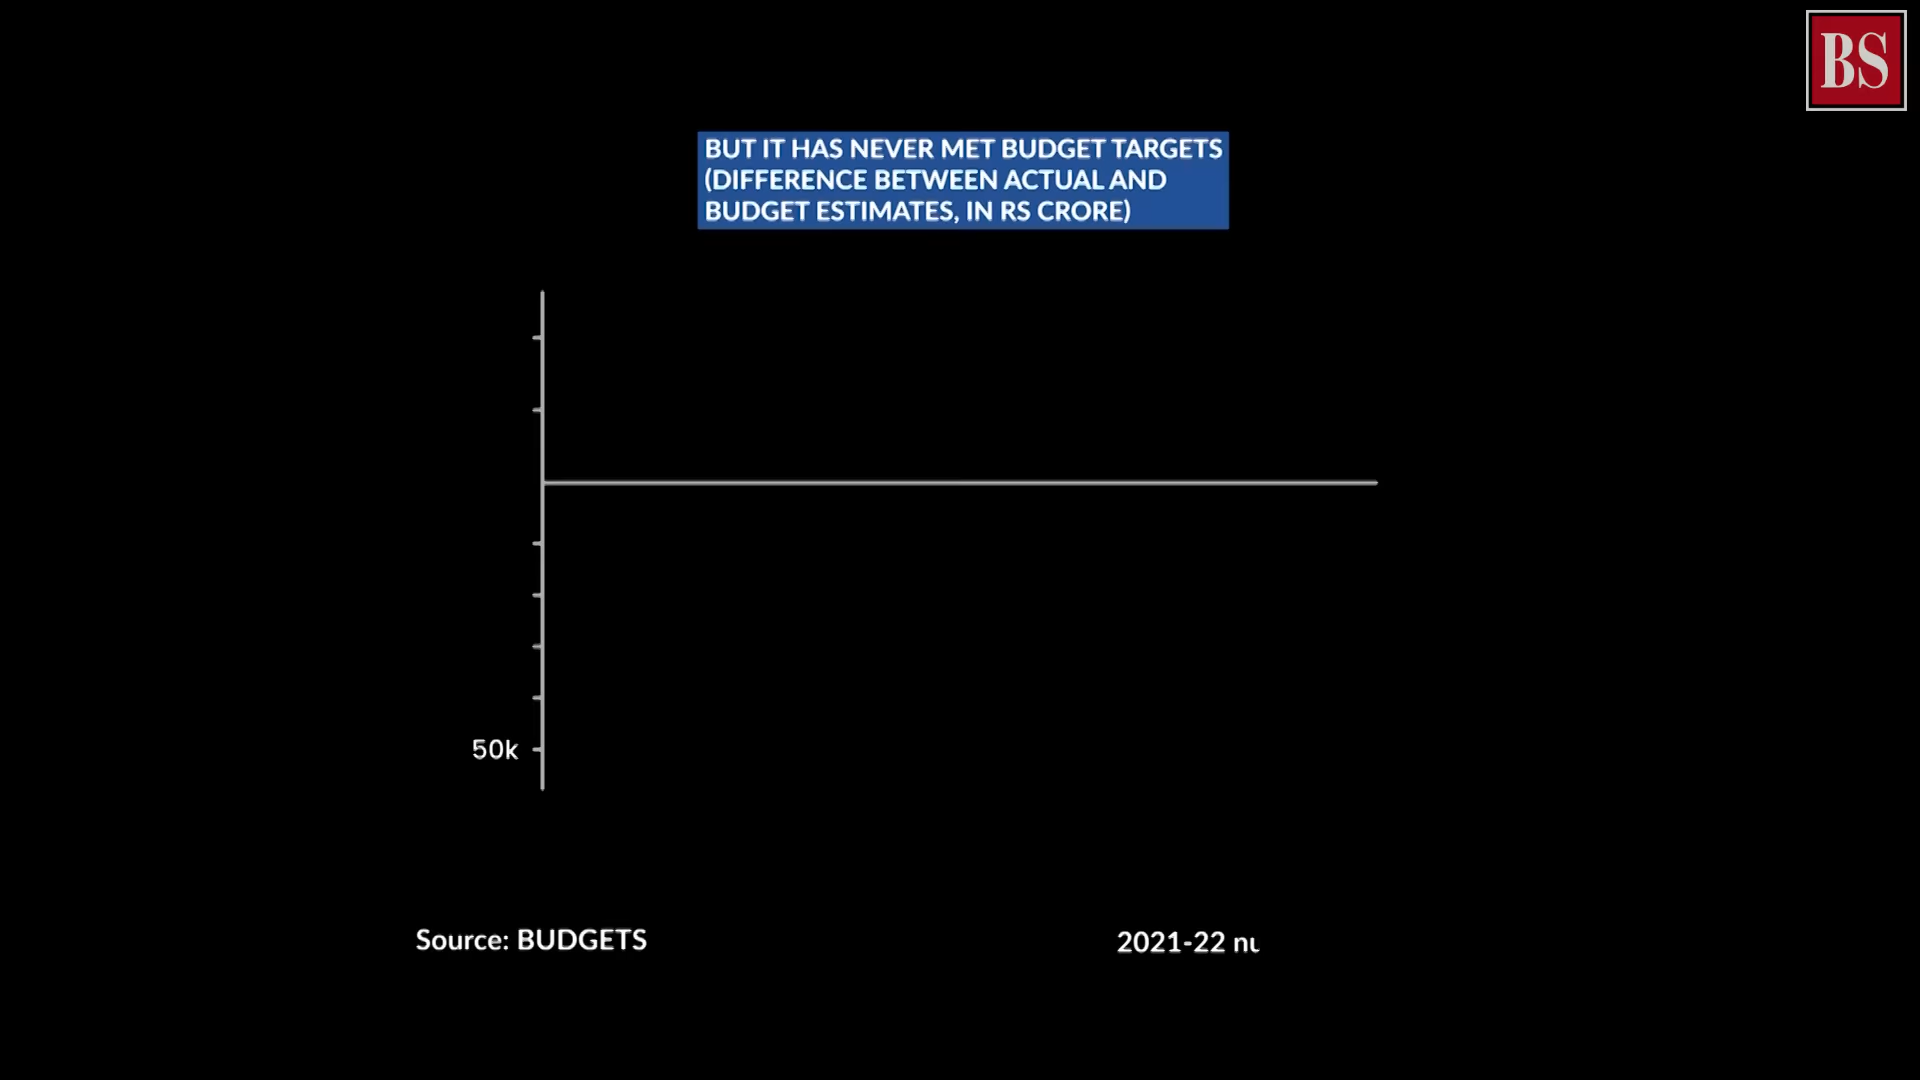 BS
BUT IT HAS NEVER MET BUDGET TARGETS
(DIFFERENCE BETWEEN ACTUAL AND
BUDGET ESTIMATES, IN RS CRORE)
50k
Source: BUDGETS
2021-22